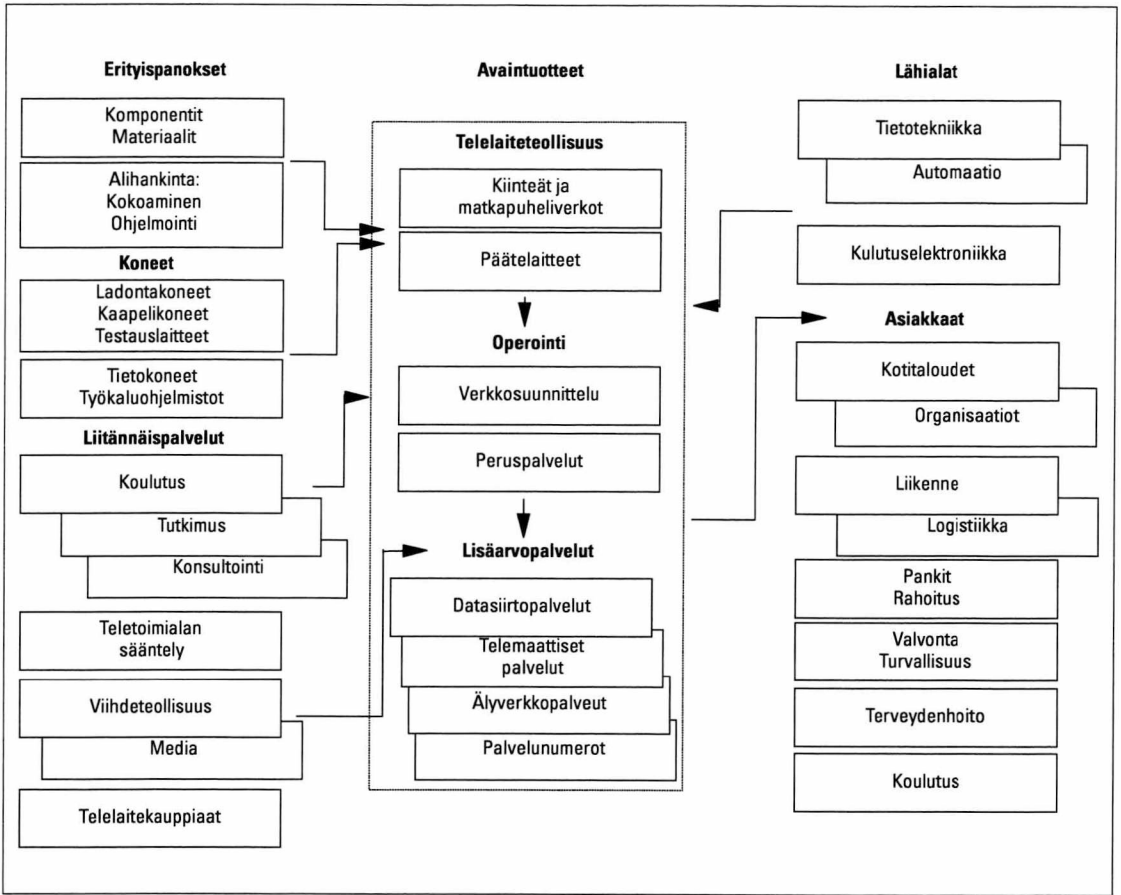 Erityispanokset
Komponentit
Materiaalit
Alihankinta:
Kokoaminen
Ohjelmointi
Koneet
Ladontakoneet
Kaapelikoneet
Testauslaitteet
Tietokoneet
Työkaluohjelmistot
Liitännäispalvelut
Koulutus
Tutkimus
Konsultointi
Teletoimialan
sääntely
Viihdeteollisuus
Media
Telelaitekauppiaat
Avaintuotteet
Telelaiteteollisuus
Kiinteät ja
matkapuheliverkot
Päätelaitteet
Operointi
Verkkosuunnittelu
Peruspalvelut
Lisäarvopalvelut
Datasiirtopalvelut
Telemaattiset
palvelut
Älyverkkopalveut
Palvelunumerot
Lähialat
Tietotekniikka
Automaatio
Kulutuselektroniikka
Asiakkaat
Kotitaloudet
Organisaatiot
Liikenne
Logistiikka
Pankit
Rahoitus
Valvonta
Turvallisuus
Terveydenhoito
Koulutus